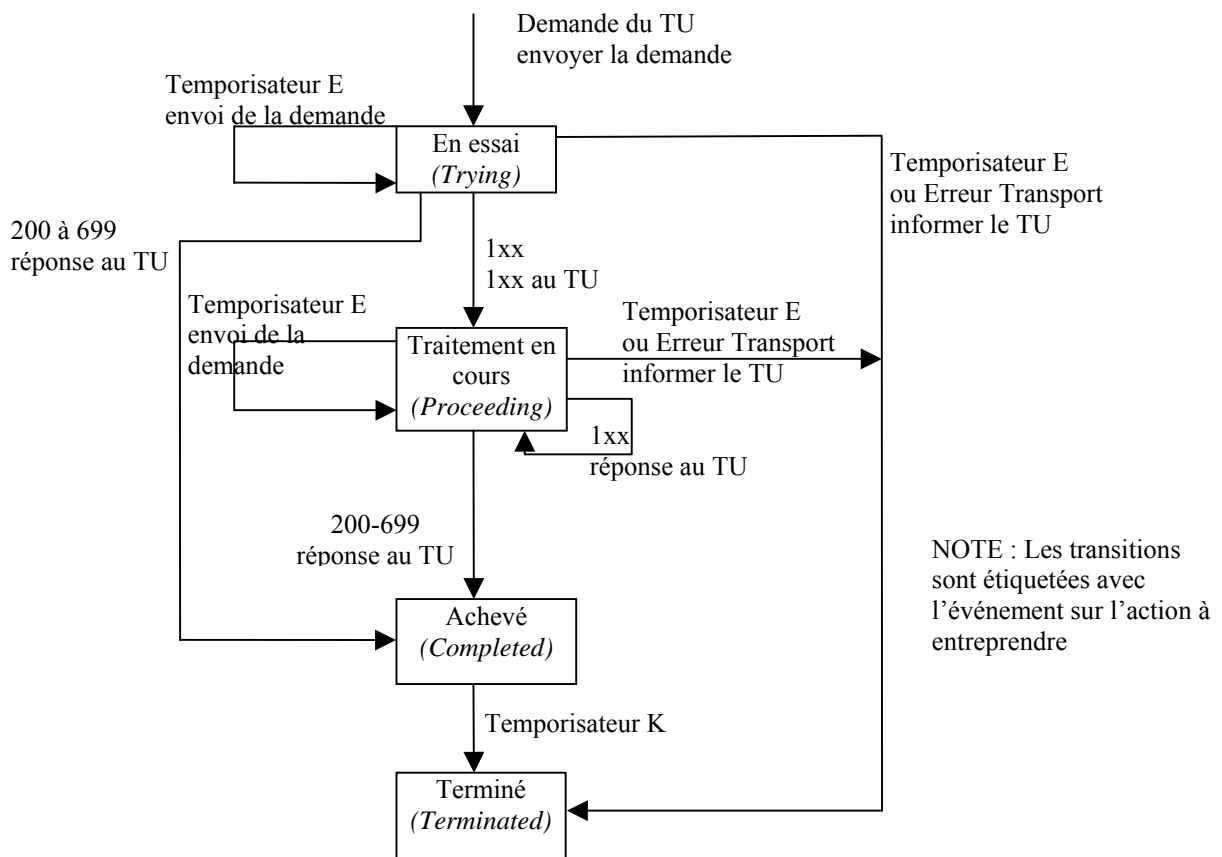 Demande du TU
envoyer la demande
Temporisateur E
envoi de la demande
En essai
(Trying)
Temporisateur E
ou Erreur Transport
informer le TU
200 à 699
réponse au TU
1xx
1xx au TU
Temporisateur E
envoi de la
demande
Traitement en
cours
(Proceeding)
Temporisateur E
ou Erreur Transport
informer le TU
1xx
réponse au TU
200-699
réponse au TU
NOTE : Les transitions
sont étiquetées avec
l’événement sur l’action à
entreprendre
Achevé
(Completed)
Temporisateur K
Terminé
(Terminated)